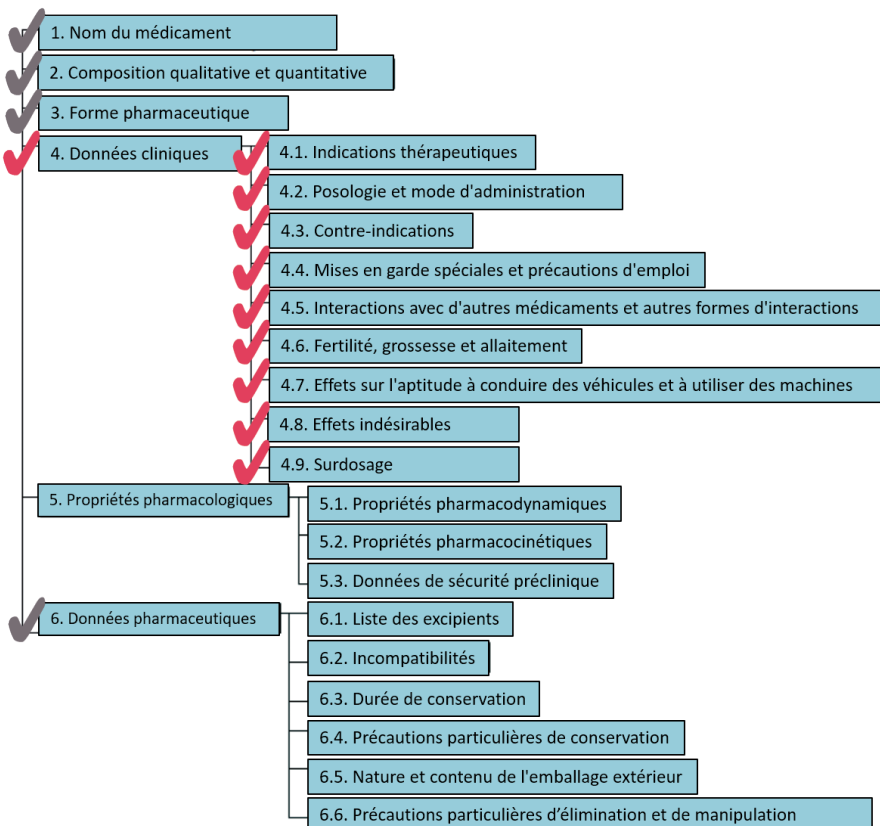 1. Nom du médicament
2. Composition qualitative et quantitative
3. Forme pharmaceutique
4. Données cliniques
4.1. Indications thérapeutiques
4.2. Posologie et mode d'administration
4.3. Contre-indications
4.4. Mises en garde spéciales et précautions d'emploi
4.5. Interactions avec d'autres médicaments et autres formes d'interactions
4.6. Fertilité, grossesse et allaitement
4.7. Effets sur l'aptitude à conduire des véhicules et à utiliser des machines
4.8. Effets indésirables
4.9. Surdosage
5. Propriétés pharmacologiques
5.1. Propriétés pharmacodynamiques
5.2. Propriétés pharmacocinétiques
5.3. Données de sécurité préclinique
6. Données pharmaceutiques
6.1. Liste des excipients
6.2. Incompatibilités
6.3. Durée de conservation
6.4. Précautions particulières de conservation
6.5. Nature et contenu de l'emballage extérieur
6.6. Précautions particulières d’élimination et de manipulation